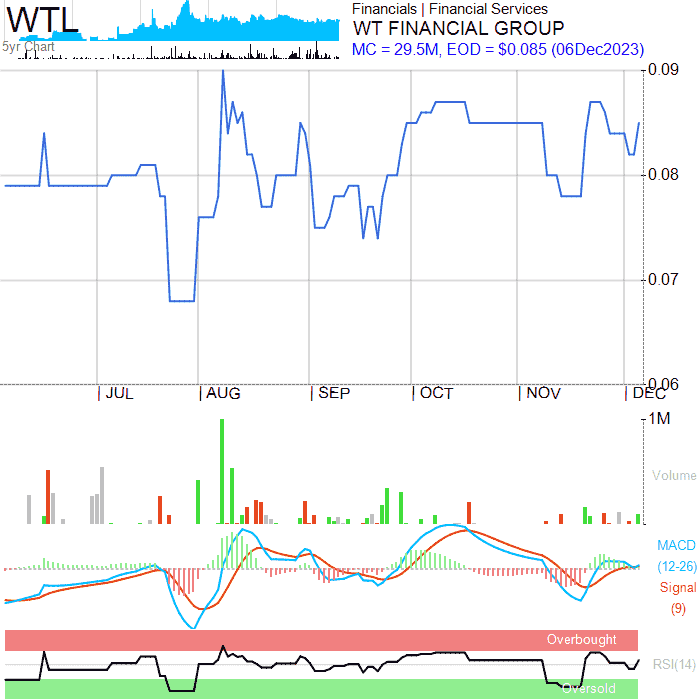 WTL
5yr Chart
Financials | Financial Services
WT FINANCIAL GROUP
MC = 29.5M, EOD = $0.085 (06Dec2023)
0.09
0.08
0.07
0.06
JUL
AUG
SEP
OCT
NOV
DEC
1M
Volume
MACD
(12-26)
Signal
(9)
Overbought
RSI(14)
Oversold